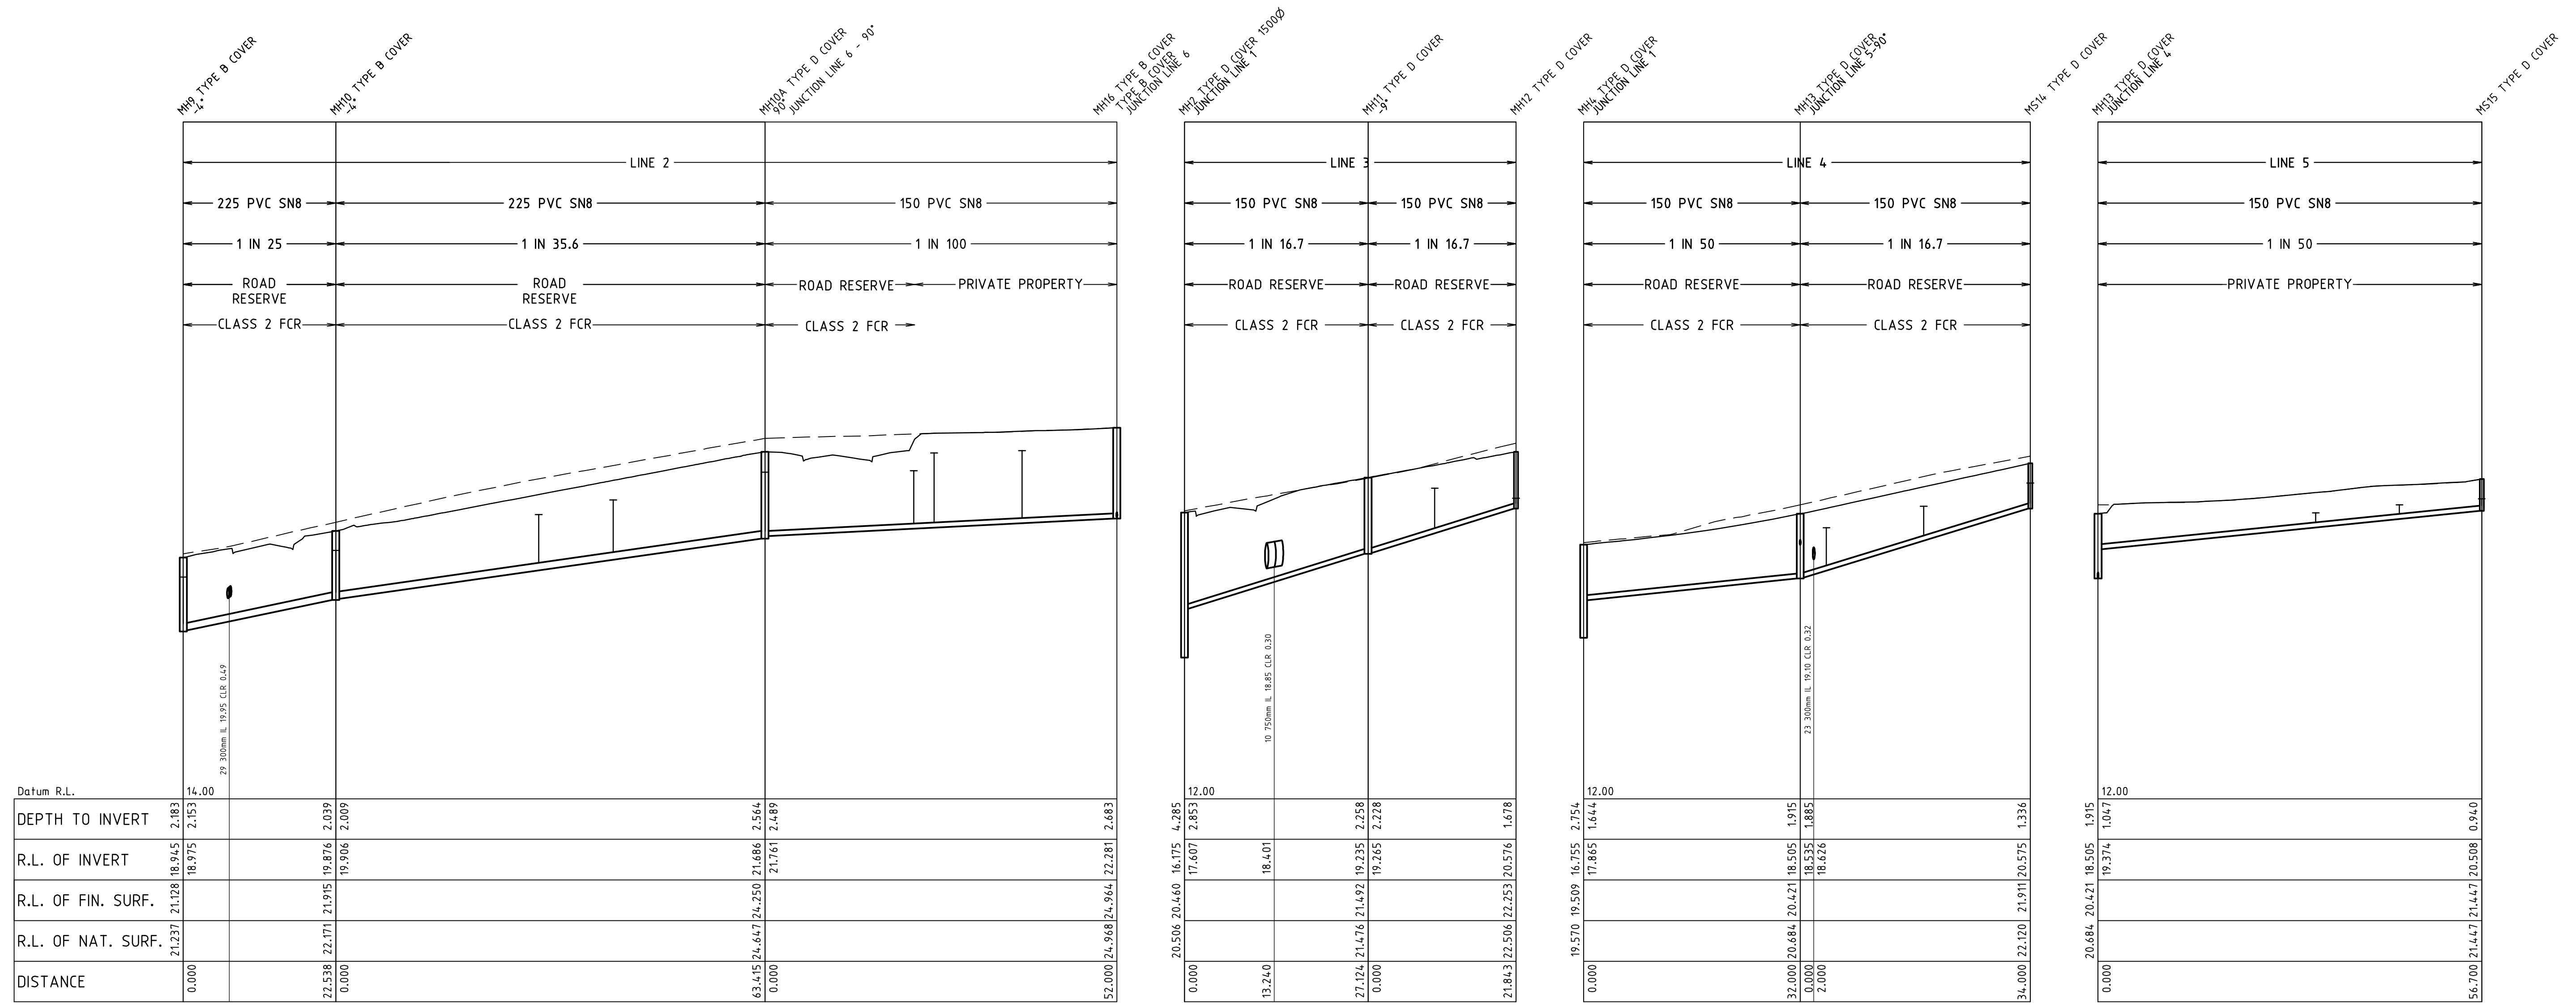 MH9 TYPE B COVER
-4°
MH10 TYPE B COVER
-4°
MH10A TYPE D COVER
90°
JUNCTION LINE 6 - 90°
MH16 TYPE B COVER
TYPE B COVER
JUNCTION LINE 6
MH2 TYPE D COVER 1500Ø
JUNCTION LINE 1
MH11 TYPE D COVER
-9°
MH12 TYPE D COVER
MH4 TYPE D COVER
JUNCTION LINE 1
MH13 TYPE D COVER
JUNCTION LINE 5-90°
MS14 TYPE D COVER
MH13 TYPE D COVER
JUNCTION LINE 4
MS15 TYPE D COVER
LINE 2
LINE 3
LINE 4
LINE 5
225 PVC SN8
225 PVC SN8
150 PVC SN8
150 PVC SN8
150 PVC SN8
150 PVC SN8
150 PVC SN8
150 PVC SN8
1 IN 25
1 IN 35.6
1 IN 100
1 IN 16.7
1 IN 16.7
1 IN 50
1 IN 16.7
1 IN 50
ROAD
RESERVE
ROAD
RESERVE
ROAD RESERVE
PRIVATE PROPERTY
ROAD RESERVE
ROAD RESERVE
ROAD RESERVE
ROAD RESERVE
PRIVATE PROPERTY
CLASS 2 FCR
CLASS 2 FCR
CLASS 2 FCR
CLASS 2 FCR
CLASS 2 FCR
CLASS 2 FCR
CLASS 2 FCR
29 300mm IL 19.95 CLR 0.49
10 750mm IL 18.85 CLR 0.30
23 300mm IL 19.10 CLR 0.32
Datum R.L.
14.00
12.00
12.00
12.00
DEPTH TO INVERT
2.183
2.153
2.039
2.009
2.564
2.489
2.683
4.285
2.853
2.258
2.228
1.678
2.754
1.644
1.915
1.885
1.336
1.915
1.047
0.940
R.L. OF INVERT
18.945
18.975
19.876
19.906
21.686
21.761
22.281
16.175
17.607
18.401
19.235
19.265
20.576
16.755
17.865
18.505
18.535
18.626
20.575
18.505
19.374
20.508
R.L. OF FIN. SURF.
21.128
21.915
24.250
24.964
20.460
21.492
22.253
19.509
20.421
21.911
20.421
21.447
R.L. OF NAT. SURF.
21.237
22.171
24.647
24.968
20.506
21.476
22.506
19.570
20.684
22.120
20.684
21.447
DISTANCE
0.000
22.538
0.000
63.415
0.000
52.000
0.000
13.240
27.124
0.000
21.843
0.000
32.000
0.000
2.000
34.000
0.000
56.700